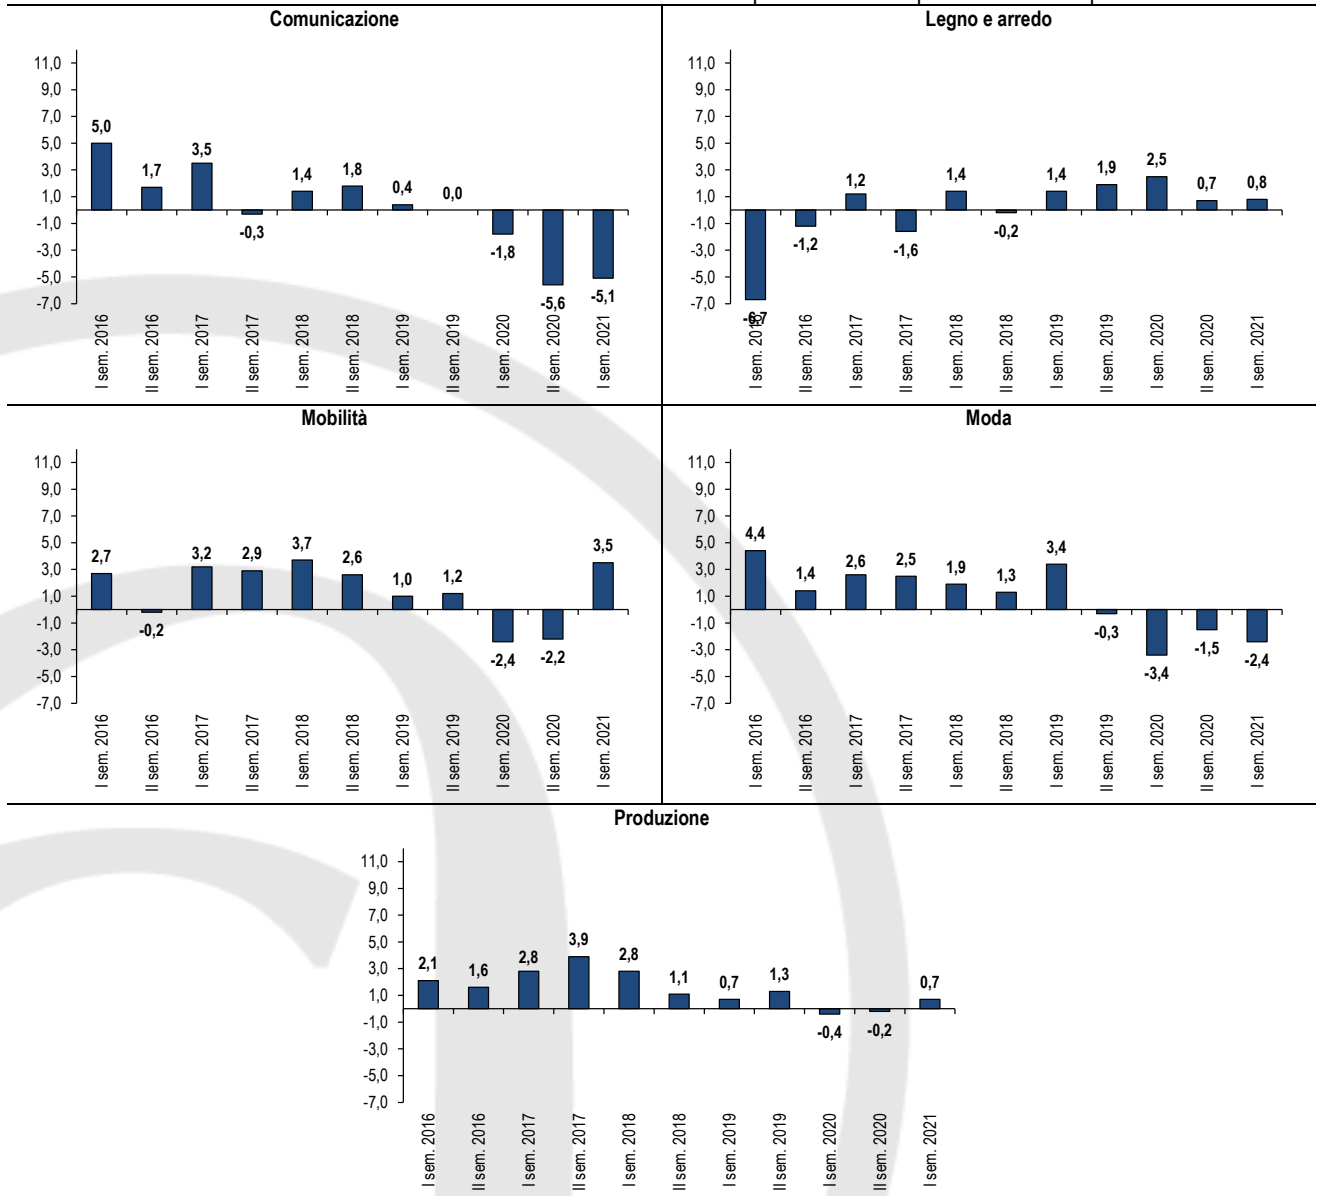 Comunicazione
11,0
9,0
7,0
5,0
3,0
1,0
-1,0
-3,0
-5,0
-7,0
5,0
1,7
3,5
-0,3
1,4
1,8
0,4
0,0
-1,8
-5,6
-5,1
I sem. 2016
II sem. 2016
I sem. 2017
II sem. 2017
I sem. 2018
II sem. 2018
I sem. 2019
II sem. 2019
I sem. 2020
II sem. 2020
I sem. 2021
Legno e arredo
11,0
9,0
7,0
5,0
3,0
1,0
-1,0
-3,0
-5,0
-7,0
-6,7
-1,2
1,2
-1,6
1,4
-0,2
1,4
1,9
2,5
0,7
0,8
I sem. 2016
II sem. 2016
I sem. 2017
II sem. 2017
I sem. 2018
II sem. 2018
I sem. 2019
II sem. 2019
I sem. 2020
II sem. 2020
I sem. 2021
Mobilità
11,0
9,0
7,0
5,0
3,0
1,0
-1,0
-3,0
-5,0
-7,0
2,7
-0,2
3,2
2,9
3,7
2,6
1,0
1,2
-2,4
-2,2
3,5
I sem. 2016
II sem. 2016
I sem. 2017
II sem. 2017
I sem. 2018
II sem. 2018
I sem. 2019
II sem. 2019
I sem. 2020
II sem. 2020
I sem. 2021
Moda
11,0
9,0
7,0
5,0
3,0
1,0
-1,0
-3,0
-5,0
-7,0
4,4
1,4
2,6
2,5
1,9
1,3
3,4
-0,3
-3,4
-1,5
-2,4
I sem. 2016
II sem. 2016
I sem. 2017
II sem. 2017
I sem. 2018
II sem. 2018
I sem. 2019
II sem. 2019
I sem. 2020
II sem. 2020
I sem. 2021
Produzione
11,0
9,0
7,0
5,0
3,0
1,0
-1,0
-3,0
-5,0
-7,0
2,1
1,6
2,8
3,9
2,8
1,1
0,7
1,3
-0,4
-0,2
0,7
I sem. 2016
II sem. 2016
I sem. 2017
II sem. 2017
I sem. 2018
II sem. 2018
I sem. 2019
II sem. 2019
I sem. 2020
II sem. 2020
I sem. 2021